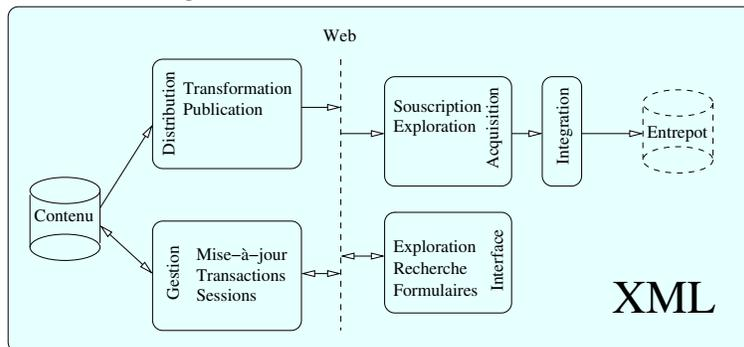 Web
Distribution
Transformation
Publication
Souscription
Exploration
Acquisition
Integration
Entrepot
Contenu
Gestion
Mise-à-jour
Transactions
Sessions
Exploration
Recherche
Formulaires
Interface
XML